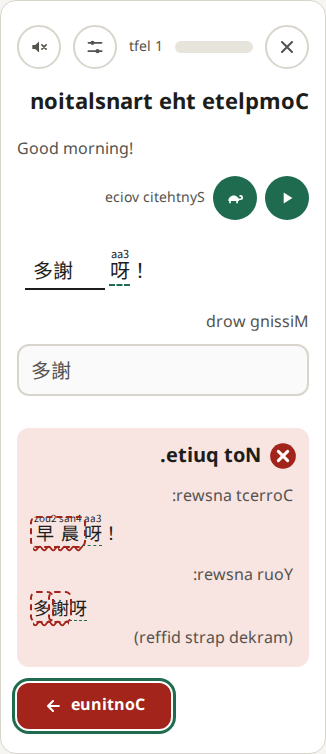 1 tfel
noitalsnart eht etelpmoC
Good morning!
eciov citehtnyS
aa3
多謝 呀！
drow gnissiM
多謝
.etiuq toN
:rewsna tcerroC
zou2 san4 aa3
早晨呀！
:rewsna ruoY
多謝呀
(reffid strap dekram)
eunitnoC